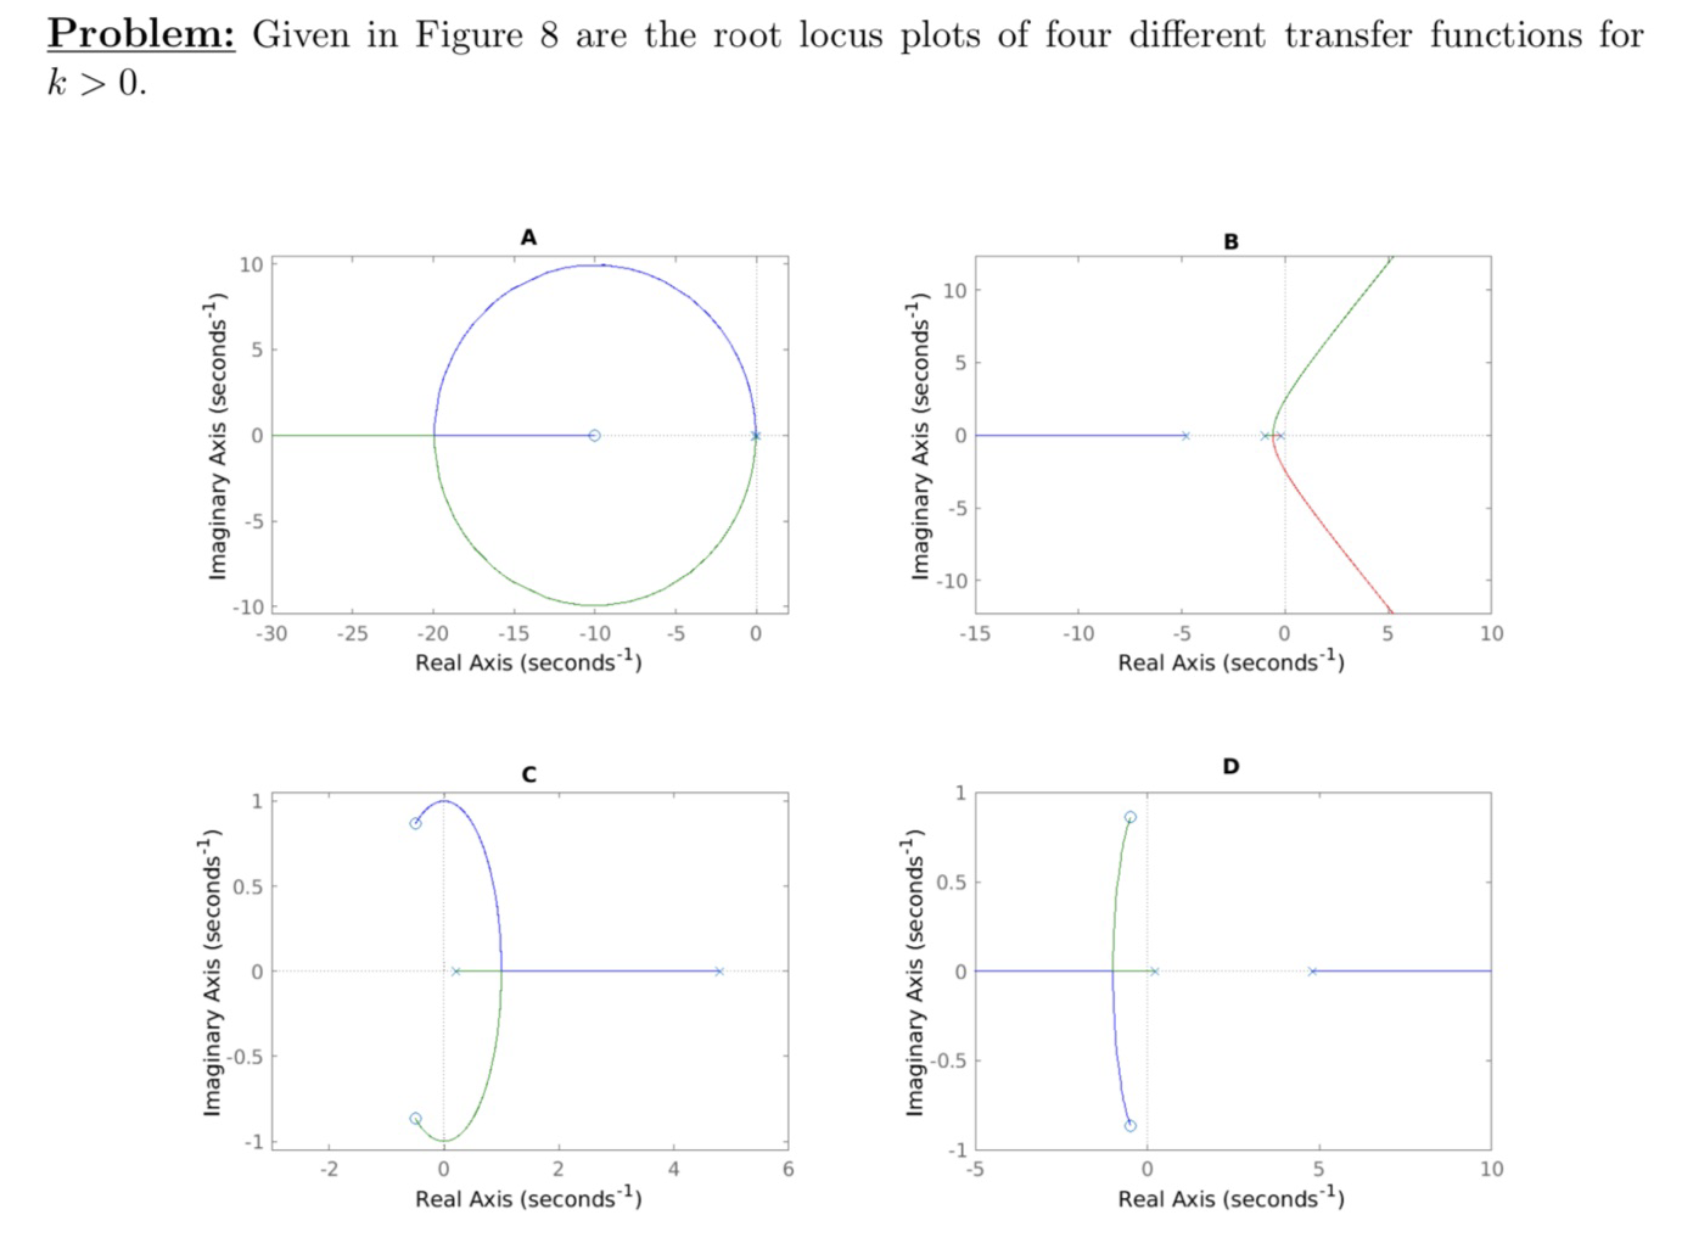 Problem: Given in Figure 8 are the root locus plots of four different transfer functions for
k > 0.
A
10
5
0
-5
-10
-30 -25 -20 -15 -10 -5 0
Real Axis (seconds⁻¹)
Imaginary Axis (seconds⁻¹)
B
10
5
0
-5
-10
-15 -10 -5 0 5 10
Real Axis (seconds⁻¹)
Imaginary Axis (seconds⁻¹)
C
1
0.5
0
-0.5
-1
-2 0 2 4 6
Real Axis (seconds⁻¹)
Imaginary Axis (seconds⁻¹)
D
1
0.5
0
-0.5
-1
-5 0 5 10
Real Axis (seconds⁻¹)
Imaginary Axis (seconds⁻¹)